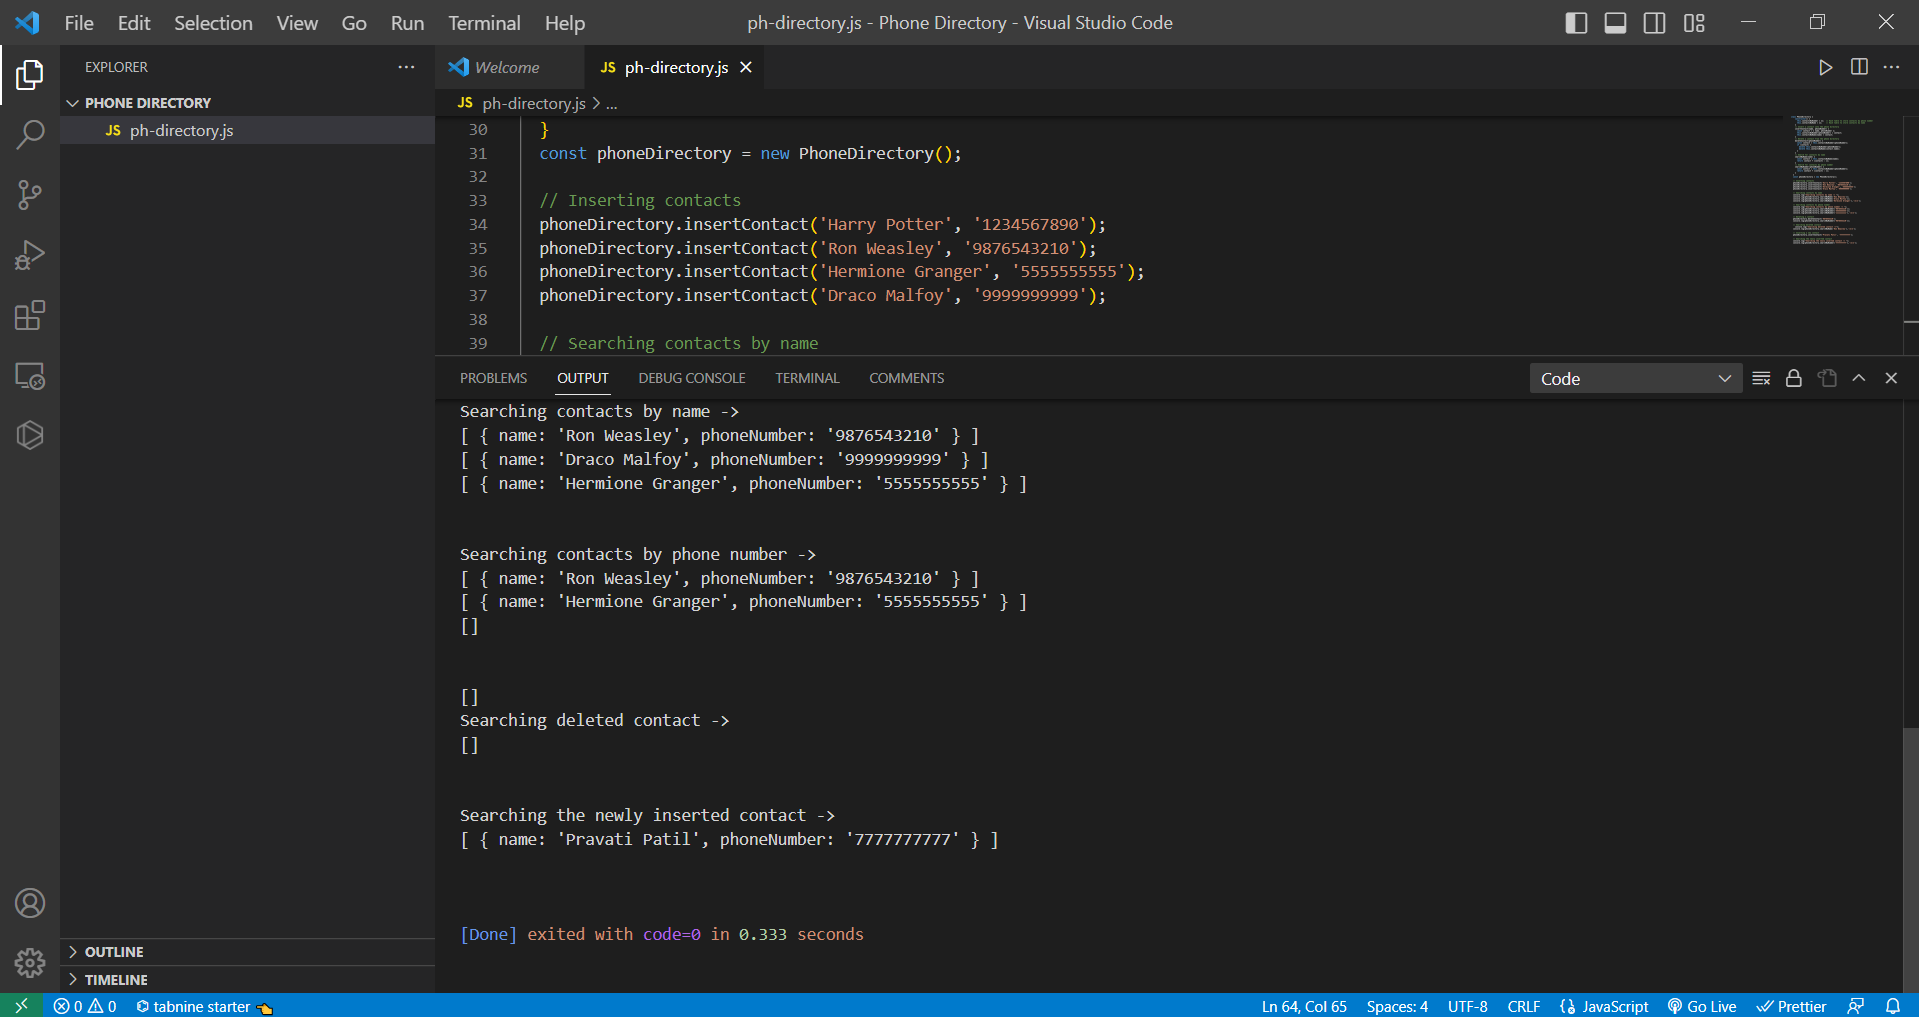 File Edit Selection View Go Run Terminal Help ph-directory.js - Phone Directory - Visual Studio Code
EXPLORER ···
PHONE DIRECTORY
JS ph-directory.js
Welcome JS ph-directory.js
JS ph-directory.js > ...
30 }
31 const phoneDirectory = new PhoneDirectory();
32
33 // Inserting contacts
34 phoneDirectory.insertContact('Harry Potter', '1234567890');
35 phoneDirectory.insertContact('Ron Weasley', '9876543210');
36 phoneDirectory.insertContact('Hermione Granger', '5555555555');
37 phoneDirectory.insertContact('Draco Malfoy', '9999999999');
38
39 // Searching contacts by name
PROBLEMS OUTPUT DEBUG CONSOLE TERMINAL COMMENTS Code
Searching contacts by name ->
[ { name: 'Ron Weasley', phoneNumber: '9876543210' } ]
[ { name: 'Draco Malfoy', phoneNumber: '9999999999' } ]
[ { name: 'Hermione Granger', phoneNumber: '5555555555' } ]
Searching contacts by phone number ->
[ { name: 'Ron Weasley', phoneNumber: '9876543210' } ]
[ { name: 'Hermione Granger', phoneNumber: '5555555555' } ]
[]
[]
Searching deleted contact ->
[]
Searching the newly inserted contact ->
[ { name: 'Pravati Patil', phoneNumber: '7777777777' } ]
[Done] exited with code=0 in 0.333 seconds
OUTLINE
TIMELINE
0 0 tabnine starter Ln 64, Col 65 Spaces: 4 UTF-8 CRLF JavaScript Go Live Prettier